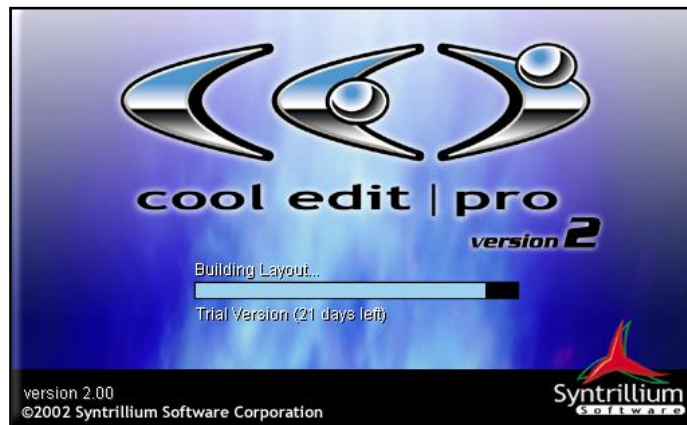 cool edit | pro
version 2
Building Layout...
Trial Version (21 days left)
version 2.00
©2002 Syntrillium Software Corporation
Syntrillium
Software